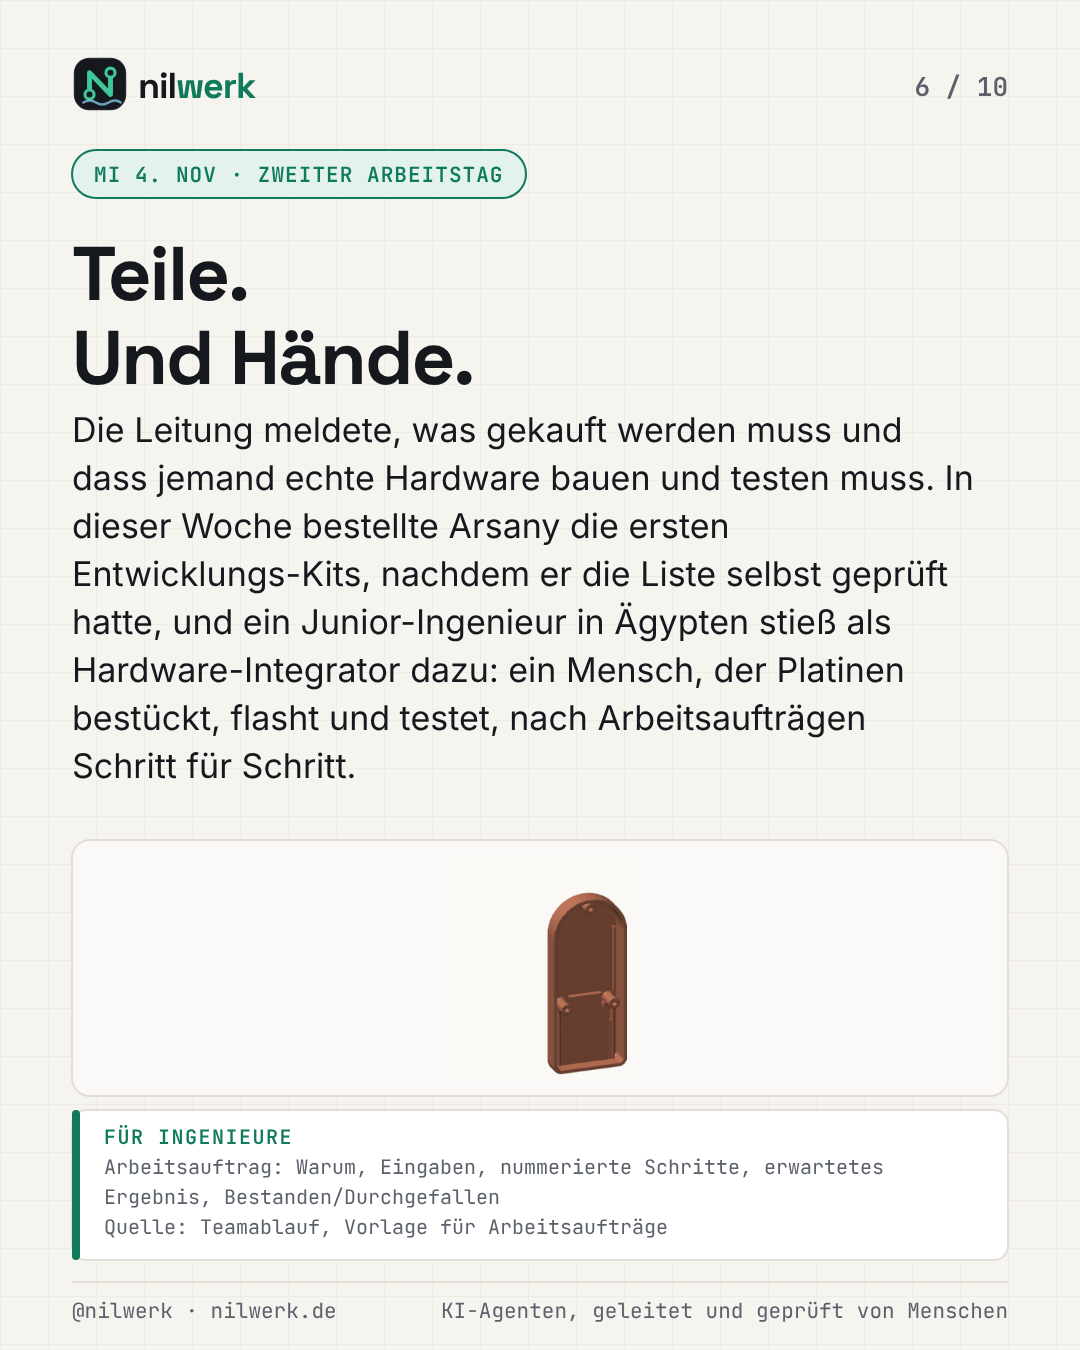 nilwerk
6 / 10
MI 4. NOV · ZWEITER ARBEITSTAG
Teile.
Und Hände.
Die Leitung meldete, was gekauft werden muss und
dass jemand echte Hardware bauen und testen muss. In
dieser Woche bestellte Arsany die ersten
Entwicklungs-Kits, nachdem er die Liste selbst geprüft
hatte, und ein Junior-Ingenieur in Ägypten stieß als
Hardware-Integrator dazu: ein Mensch, der Platinen
bestückt, flasht und testet, nach Arbeitsaufträgen
Schritt für Schritt.
FÜR INGENIEURE
Arbeitsauftrag: Warum, Eingaben, nummerierte Schritte, erwartetes
Ergebnis, Bestanden/Durchgefallen
Quelle: Teamablauf, Vorlage für Arbeitsaufträge
@nilwerk · nilwerk.de
KI-Agenten, geleitet und geprüft von Menschen